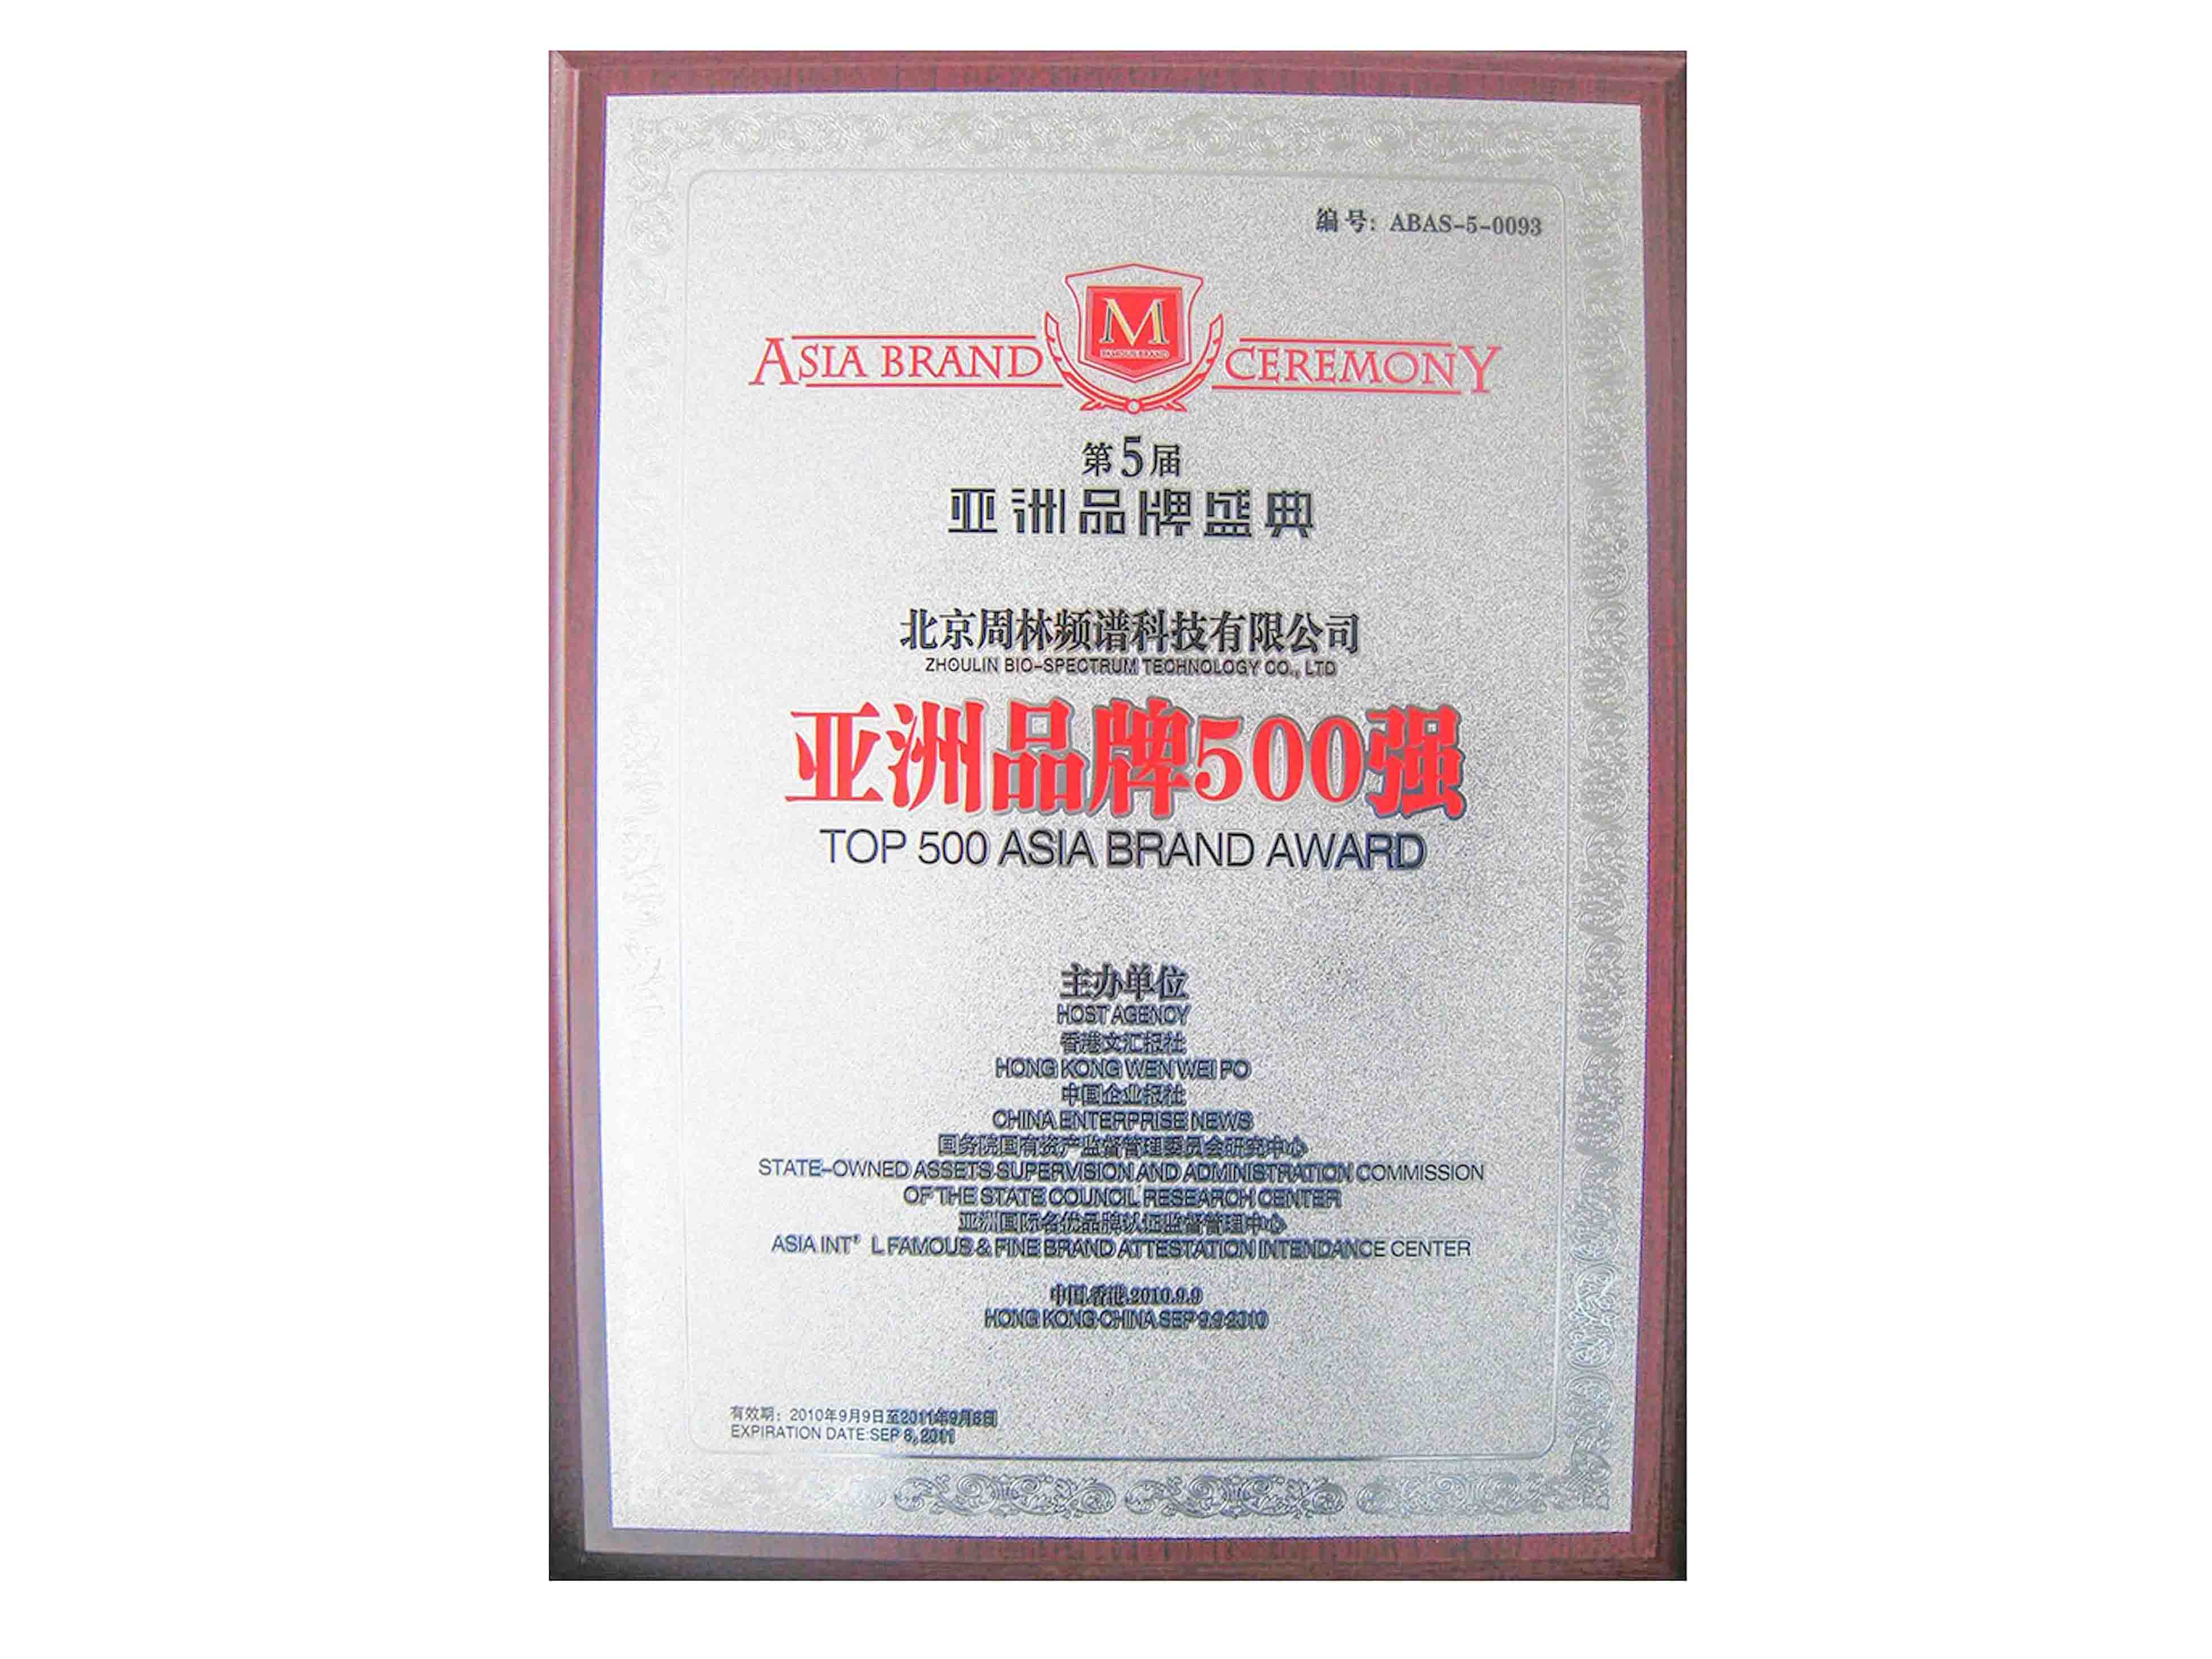 编号：ABAS-5-0093
ASIA BRAND M CEREMONY
FAMOUS BRAND
第5届
亚洲品牌盛典
北京周林频谱科技有限公司
ZHOULIN BIO-SPECTRUM TECHNOLOGY CO., LTD
亚洲品牌500强
TOP 500 ASIA BRAND AWARD
主办单位
HOST AGENCY
香港文汇报社
HONG KONG WEN WEI PO
中国企业报社
CHINA ENTERPRISE NEWS
国务院国有资产监督管理委员会研究中心
STATE-OWNED ASSETS SUPERVISION AND ADMINISTRATION COMMISSION
OF THE STATE COUNCIL RESEARCH CENTER
亚洲国际名优品牌认证监督管理中心
ASIA INT' L FAMOUS & FINE BRAND ATTESTATION INTENDANCE CENTER
中国.香港.2010.9.9
HONG KONG·CHINA SEP 9.9 2010
有效期：2010年9月9日至2011年9月8日
EXPIRATION DATE:SEP 8, 2011